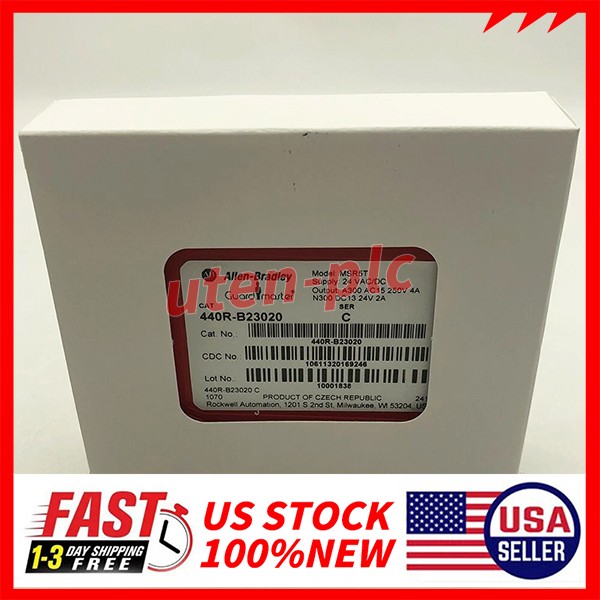 Allen-Bradley
Guardmaster
Model: MSR5T
Supply: 24 VAC/DC
Output: A300 AC15 250V 4A
N300 DC13 24V 2A
uten-plc
CAT
SER
440R-B23020
C
Cat. No.
440R-B23020
CDC No.
10611320169246
Lot No.
10001838
440R-B23020 C
1070
PRODUCT OF CZECH REPUBLIC
Rockwell Automation, 1201 S 2nd St, Milwaukee, WI 53204,
FAST
1-3 DAY SHIPPING
FREE
US STOCK
100%NEW
USA
SELLER